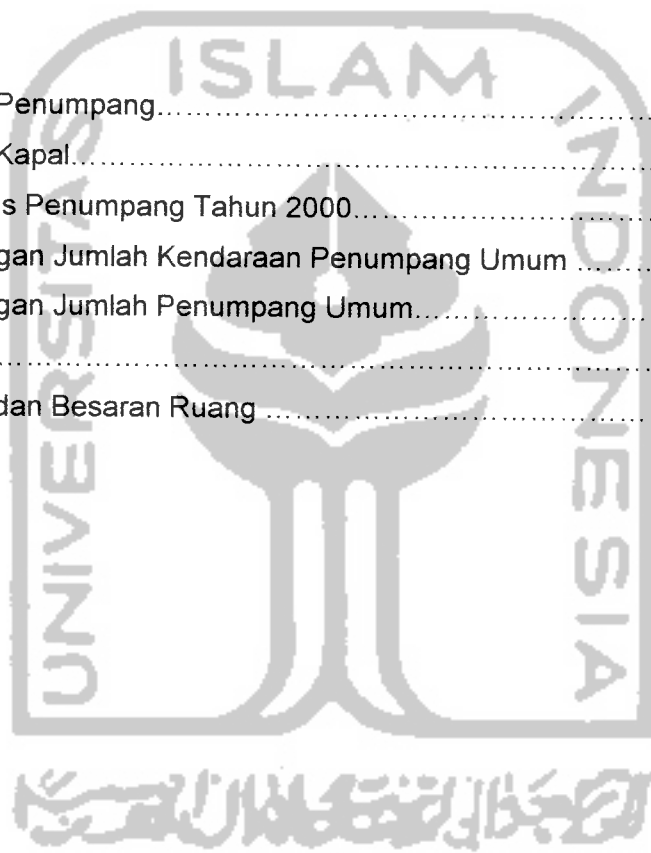 ISLAM
UNIVERSITAS
INDONESIA
Penumpang..................................................
Kapal..................................................
s Penumpang Tahun 2000..................................
gan Jumlah Kendaraan Penumpang Umum ........
gan Jumlah Penumpang Umum..........................
..................................................
dan Besaran Ruang ..................................